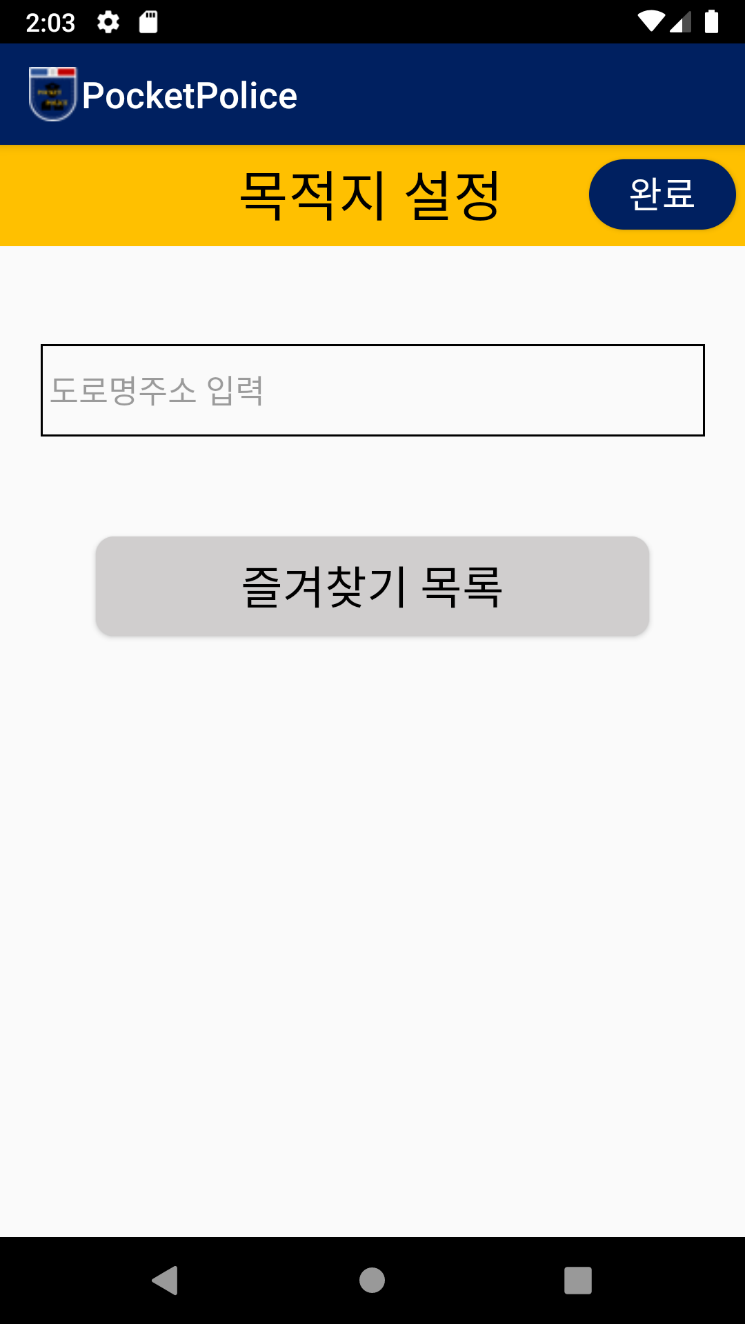 2:03
PocketPolice
목적지 설정
완료
도로명주소 입력
즐겨찾기 목록